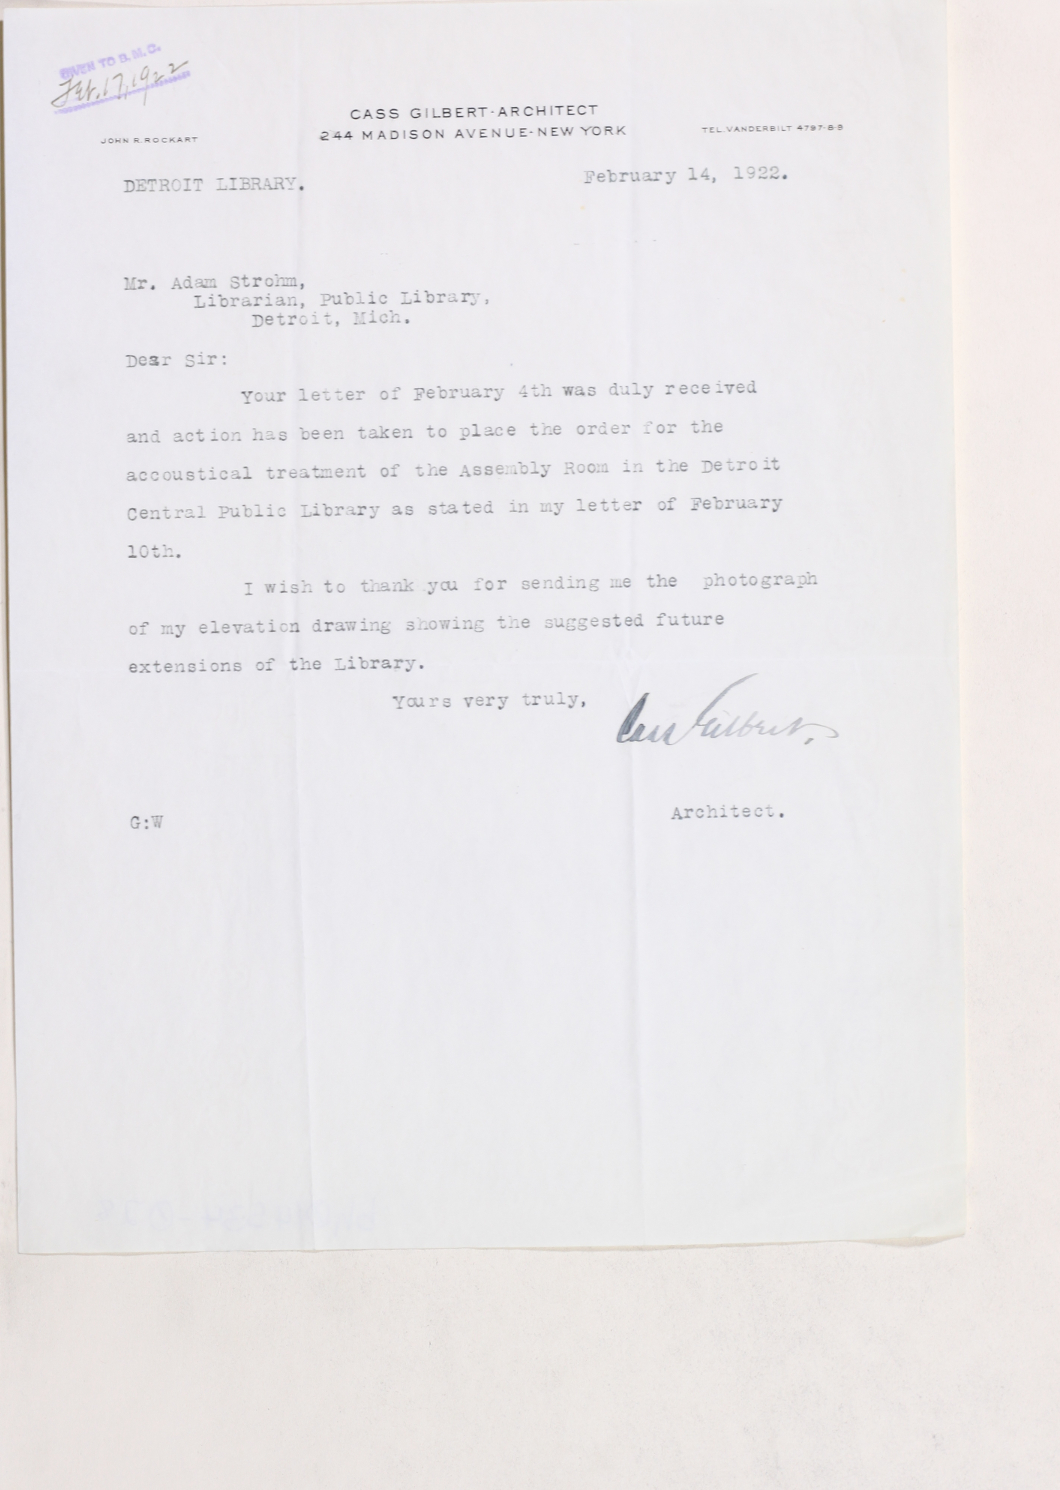 GIVEN TO B. M. C.
Feb. 17, 1922
CASS GILBERT-ARCHITECT
244 MADISON AVENUE-NEW YORK
JOHN R. ROCKART
TEL. VANDERBILT 4797-8-9
DETROIT LIBRARY.
February 14, 1922.
Mr. Adam Strohm,
Librarian, Public Library,
Detroit, Mich.
Dear Sir:
Your letter of February 4th was duly received
and action has been taken to place the order for the
accoustical treatment of the Assembly Room in the Detroit
Central Public Library as stated in my letter of February
10th.
I wish to thank you for sending me the photograph
of my elevation drawing showing the suggested future
extensions of the Library.
Yours very truly,
Cass Gilbert.
Architect.
G:W